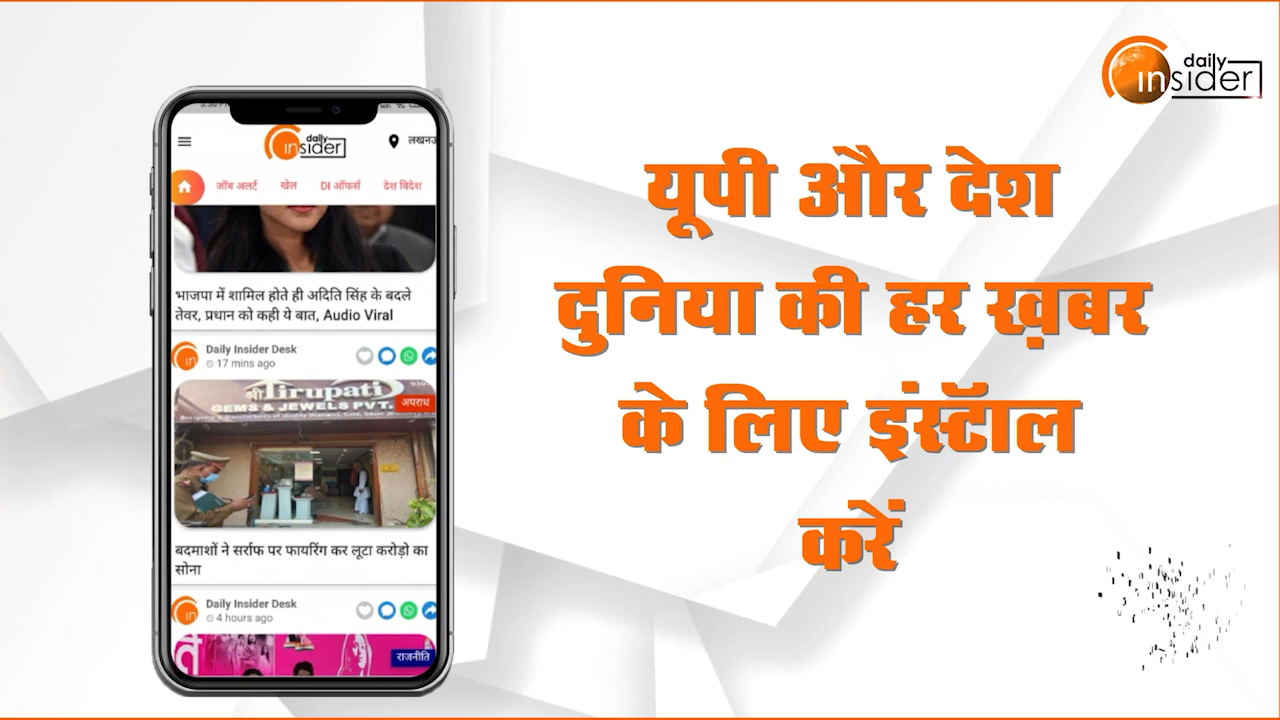 daily
insider
यूपी और देश
दुनिया की हर ख़बर
के लिए इंस्टॅाल
करें
daily
insider
लखनऊ
जॉब अलर्ट
खेल
DI ऑफर्स
देश विदेश
भाजपा में शामिल होते ही अदिति सिंह के बदले
तेवर, प्रधान को कही ये बात, Audio Viral
Daily Insider Desk
17 mins ago
श्री Tirupati
GEMS & JEWELS PVT.
अपराध
बदमाशों ने सर्राफ पर फायरिंग कर लूटा करोड़ो का
सोना
Daily Insider Desk
4 hours ago
राजनीति